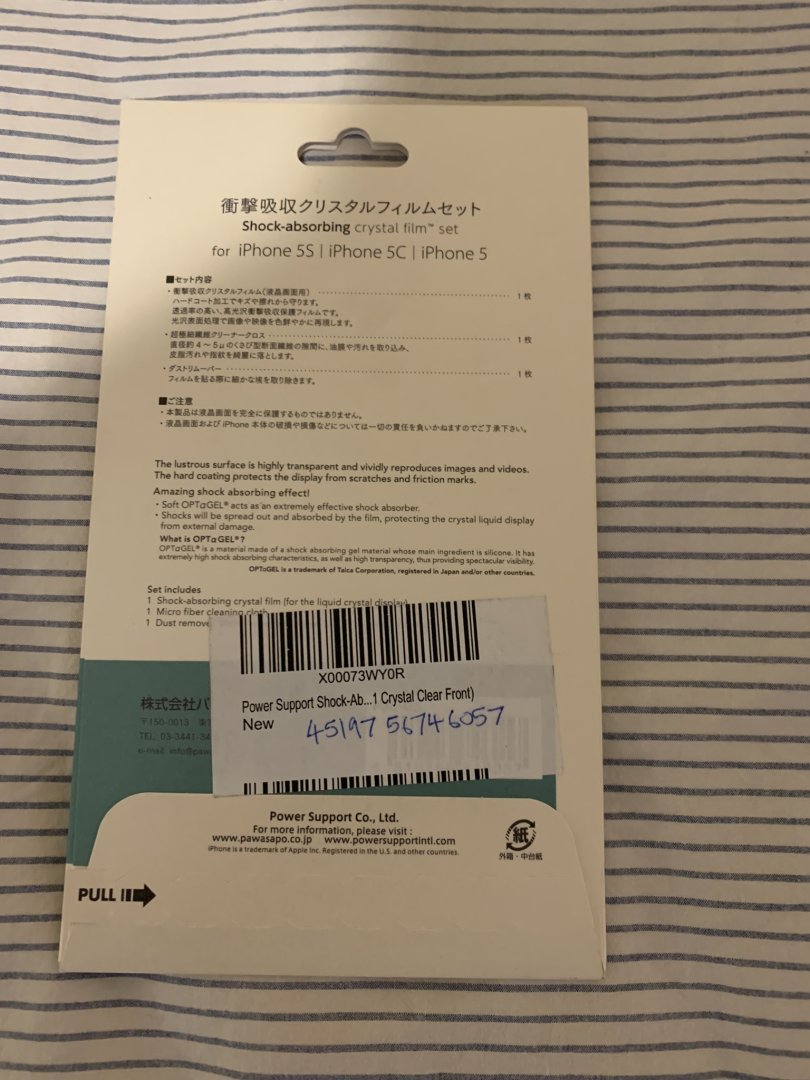 衝撃吸収クリスタルフィルムセット
Shock-absorbing crystal film™ set
for iPhone 5S | iPhone 5C | iPhone 5
■セット内容
・衝撃吸収クリスタルフィルム(液晶画面用) ………………………………… 1枚
ハードコート加工でキズや擦れから守ります。
透過率の高い、高光沢衝撃吸収保護フィルムです。
光沢表面処理で画像や映像を色鮮やかに再現します。
・超極細繊維クリーナークロス ………………………………… 1枚
直径約4~5μのくさび型断面繊維の隙間に、油膜や汚れを取り込み、
皮脂汚れや指紋を綺麗に落とします。
・ダストリムーバー ………………………………… 1枚
フィルムを貼る際に細かな埃を取り除きます。
■ご注意
・本製品は液晶画面を完全に保護するものではありません。
・液晶画面および iPhone 本体の破損や損傷などについては一切の責任を負いかねますのでご了承下さい。
The lustrous surface is highly transparent and vividly reproduces images and videos.
The hard coating protects the display from scratches and friction marks.
Amazing shock absorbing effect!
・Soft OPTαGEL® acts as an extremely effective shock absorber.
・Shocks will be spread out and absorbed by the film, protecting the crystal liquid display
from external damage.
What is OPTαGEL®?
OPTαGEL® is a material made of a shock absorbing gel material whose main ingredient is silicone. It has
extremely high shock absorbing characteristics, as well as high transparency, thus providing spectacular visibility.
OPTαGEL is a trademark of Taica Corporation, registered in Japan and/or other countries.
Set includes
1 Shock-absorbing crystal film (for the liquid crystal display)
1 Micro fiber cleaning cloth
1 Dust remove
X00073WY0R
Power Support Shock-Ab...1 Crystal Clear Front)
New 45197 56746057
株式会社パ
〒150-0013
TEL: 03-3441-34
e-mail info@paw
Power Support Co., Ltd.
For more information, please visit :
www.pawasapo.co.jp www.powersupportintl.com
iPhone is a trademark of Apple Inc. Registered in the U.S. and other countries.
紙
外箱・中台紙
PULL